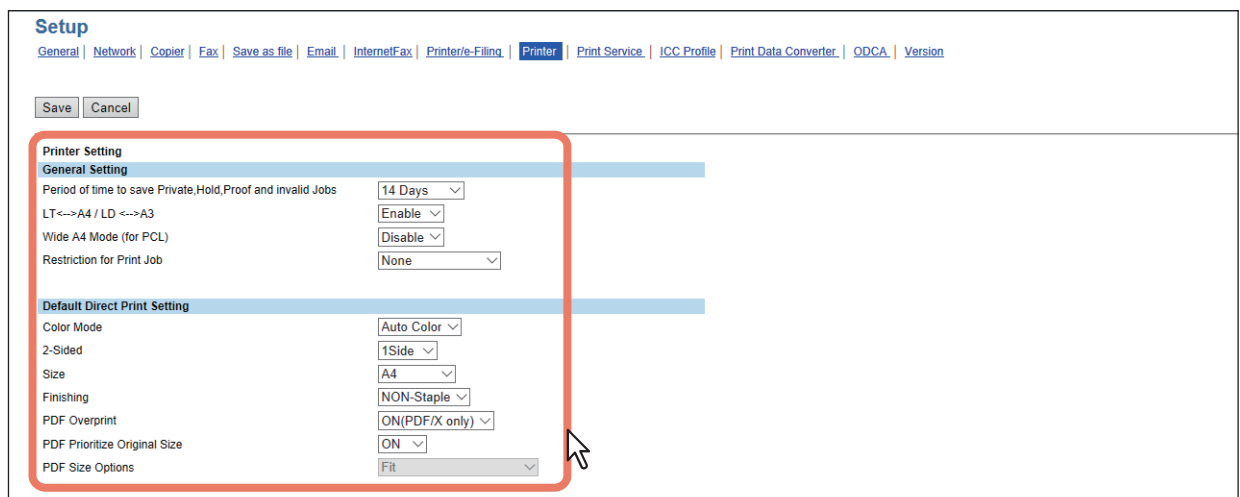 Setup
General | Network | Copier | Fax | Save as file | Email | InternetFax | Printer/e-Filing | Printer | Print Service | ICC Profile | Print Data Converter | ODCA | Version
Save Cancel
Printer Setting
General Setting
Period of time to save Private,Hold,Proof and invalid Jobs 14 Days
LT<-->A4 / LD <-->A3 Enable
Wide A4 Mode (for PCL) Disable
Restriction for Print Job None
Default Direct Print Setting
Color Mode Auto Color
2-Sided 1Side
Size A4
Finishing NON-Staple
PDF Overprint ON(PDF/X only)
PDF Prioritize Original Size ON
PDF Size Options Fit